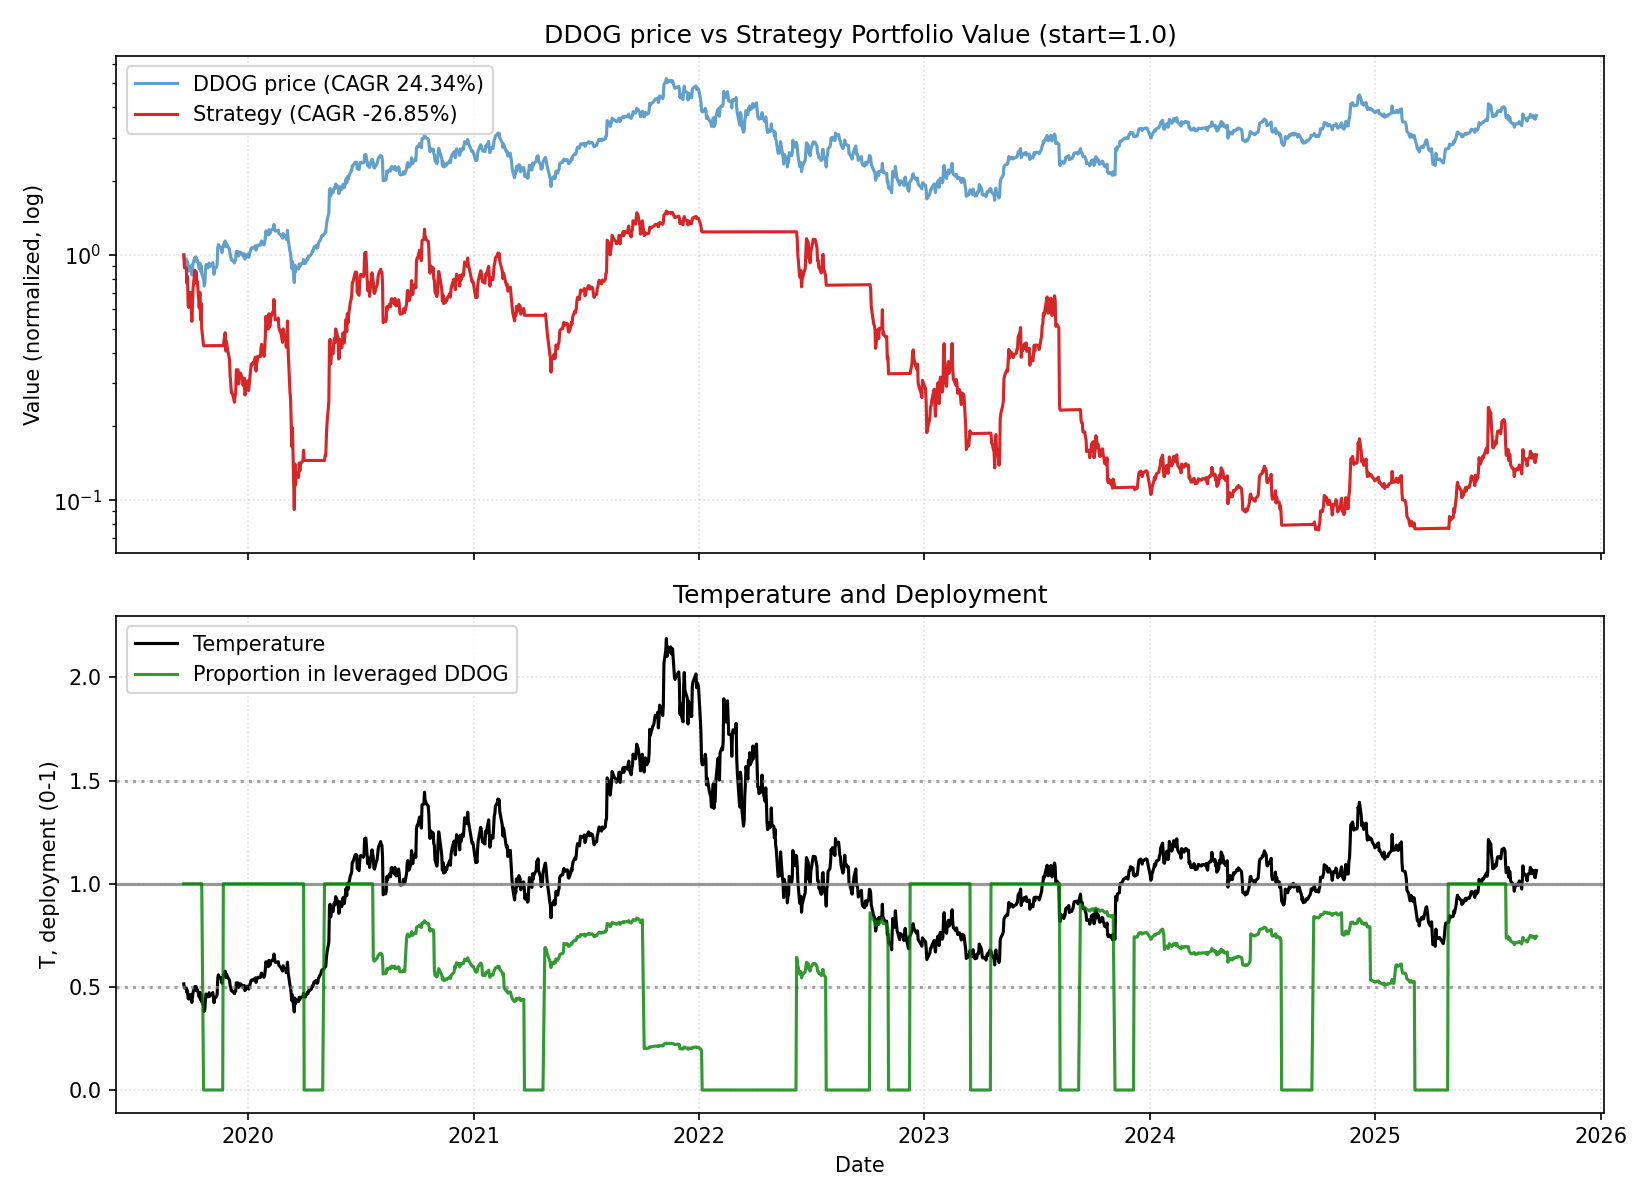 DDOG price vs Strategy Portfolio Value (start=1.0)
DDOG price (CAGR 24.34%)
Strategy (CAGR -26.85%)
Value (normalized, log)
10⁰
10⁻¹
Temperature and Deployment
Temperature
Proportion in leveraged DDOG
T, deployment (0-1)
2.0
1.5
1.0
0.5
0.0
2020 2021 2022 2023 2024 2025 2026
Date